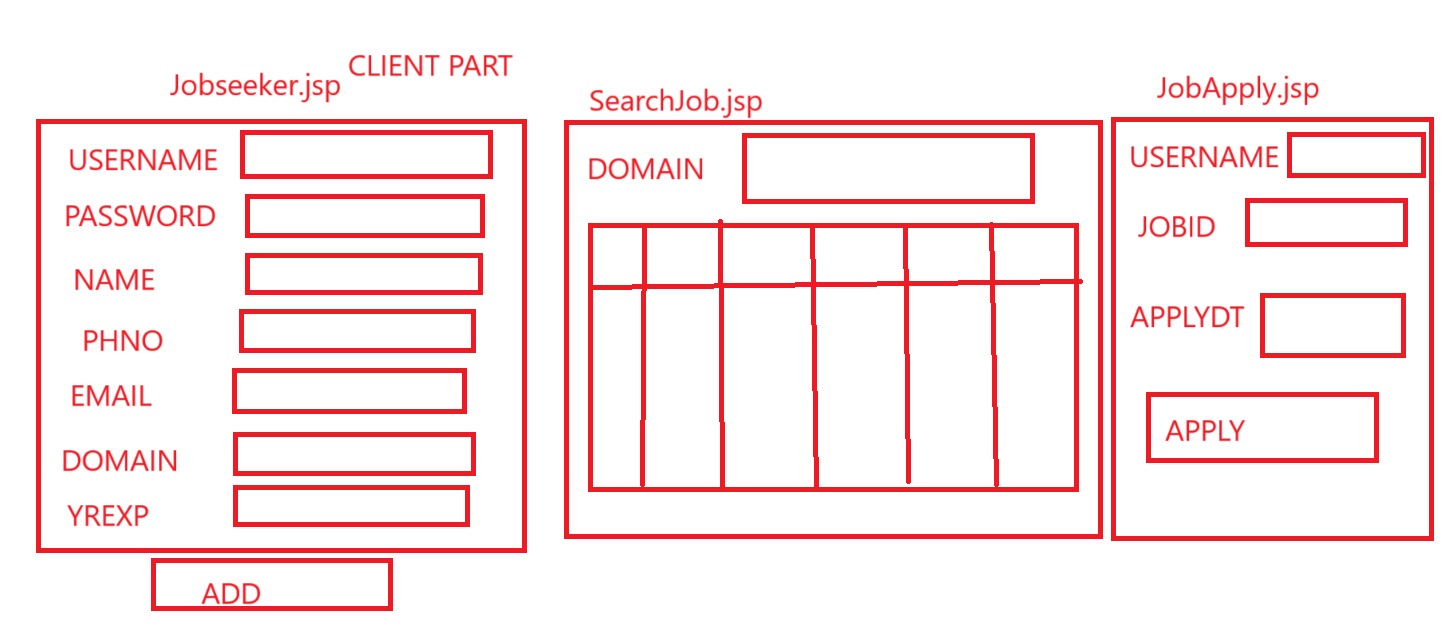 CLIENT PART
Jobseeker.jsp
USERNAME
PASSWORD
NAME
PHNO
EMAIL
DOMAIN
YREXP
ADD
SearchJob.jsp
DOMAIN
JobApply.jsp
USERNAME
JOBID
APPLYDT
APPLY